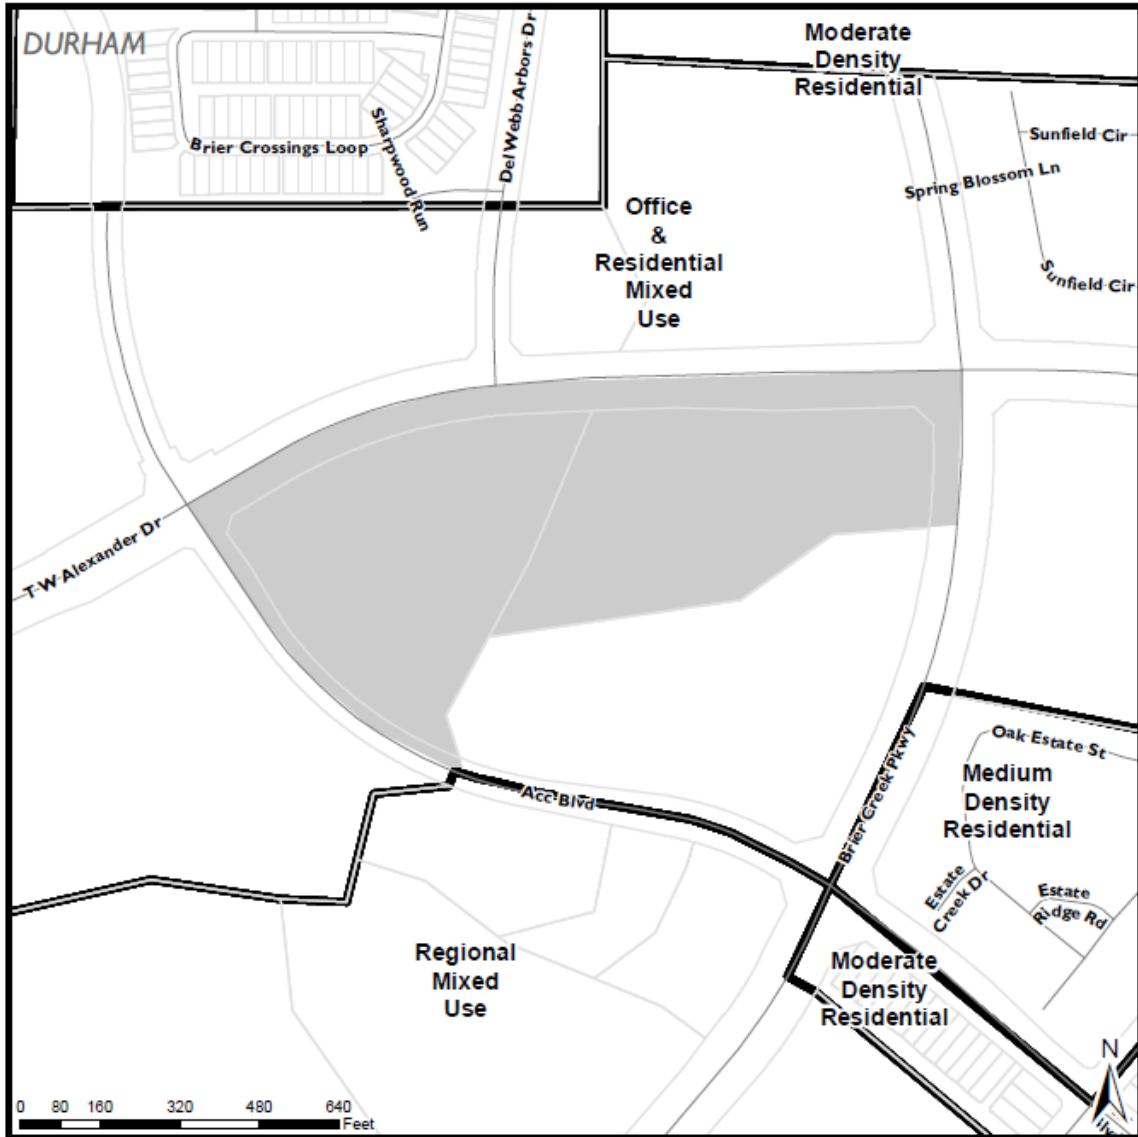 DURHAM
Moderate
Density
Residential
Del Webb Arbors Dr
Sharpwood Run
Brier Crossings Loop
Sunfield Cir
Spring Blossom Ln
Office
&
Residential
Mixed
Use
Sunfield Cir
T W Alexander Dr
Oak Estate St
Brier Creek Pkwy
Medium
Density
Residential
Acc Blvd
Estate
Creek Dr
Estate
Ridge Rd
Regional
Mixed
Use
Moderate
Density
Residential
N
0 80 160 320 480 640
Feet